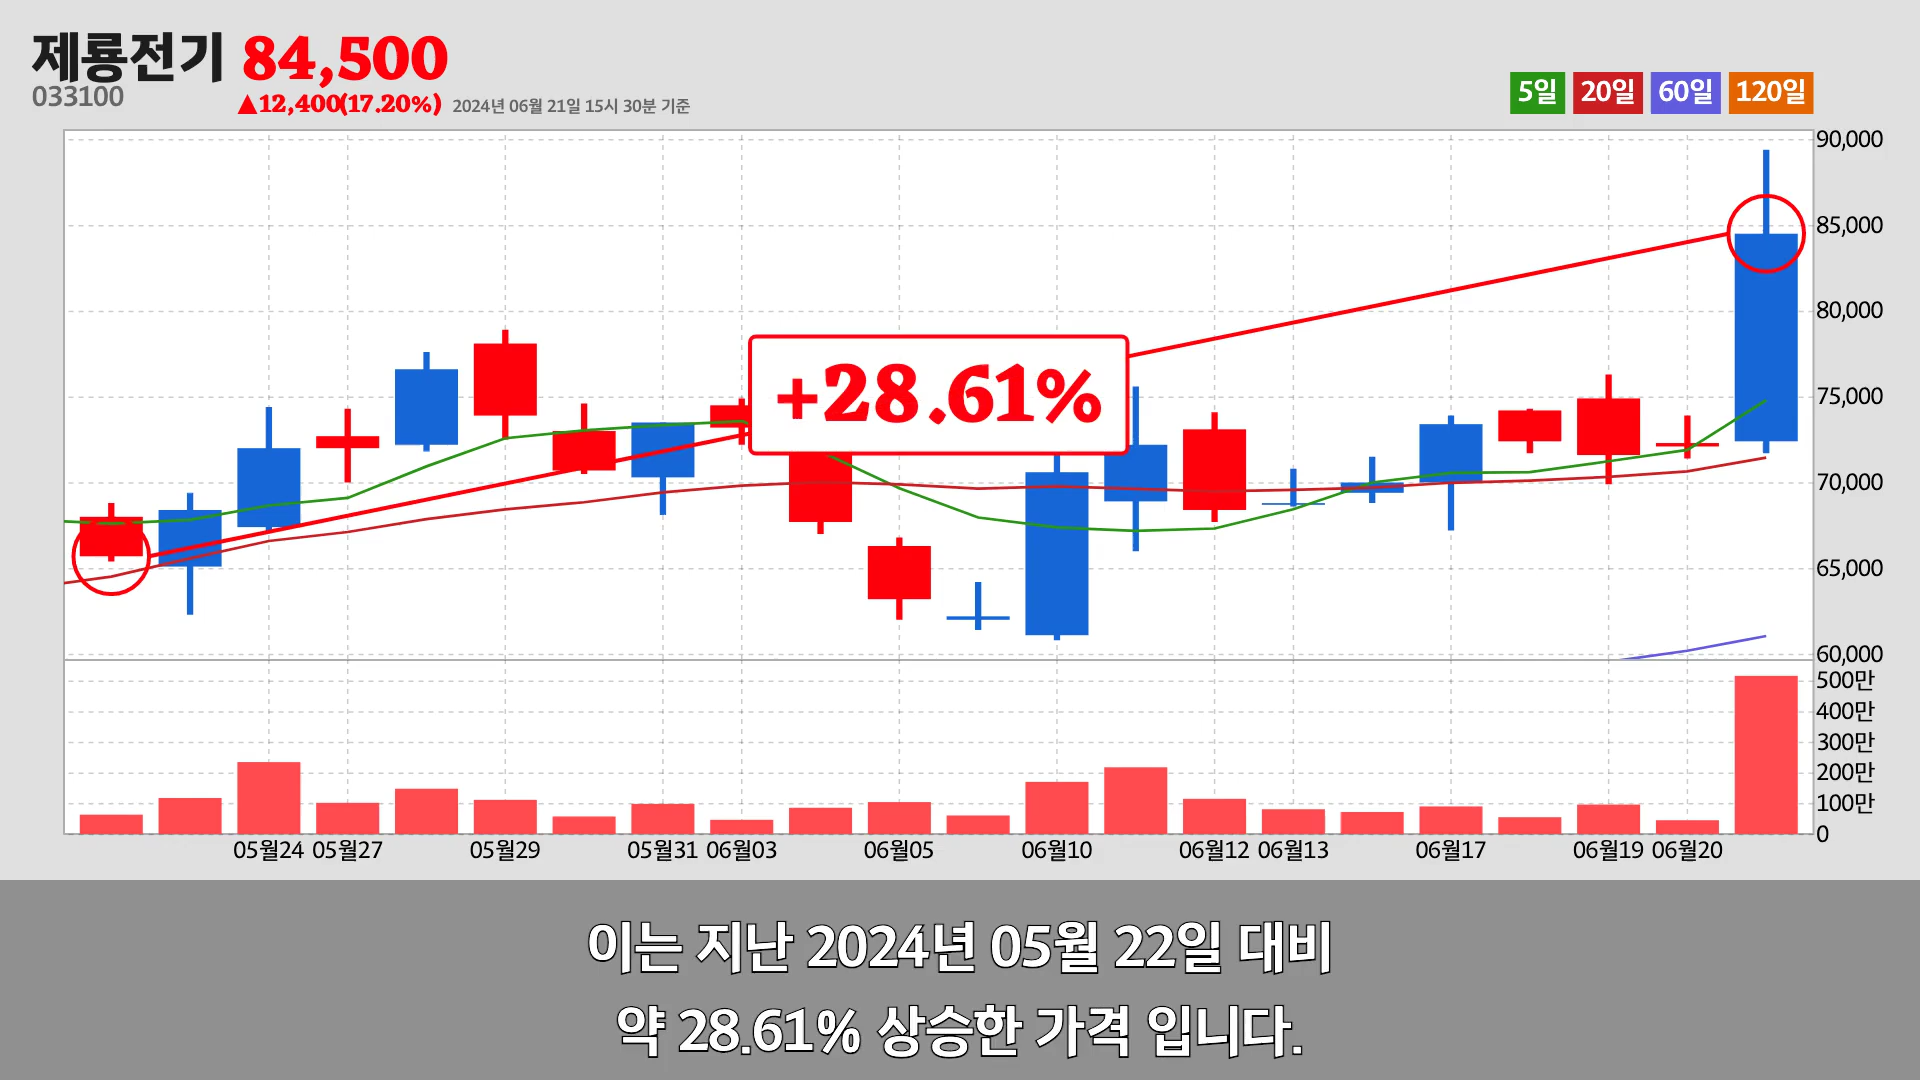 제룡전기 84,500
033100
▲12,400(17.20%) 2024년 06월 21일 15시 30분 기준
5일 20일 60일 120일
90,000
85,000
80,000
75,000
70,000
65,000
60,000
+28.61%
500만
400만
300만
200만
100만
0
05월24 05월27 05월29 05월31 06월03 06월05 06월10 06월12 06월13 06월17 06월19 06월20
이는 지난 2024년 05월 22일 대비
약 28.61% 상승한 가격 입니다.